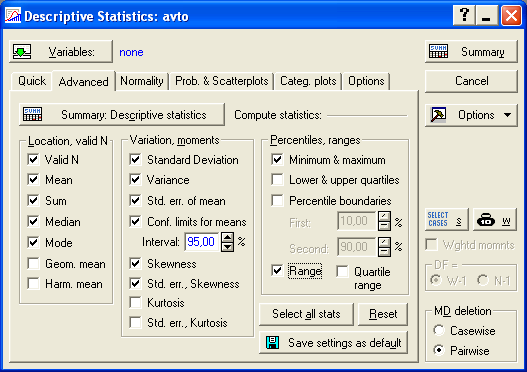 Descriptive Statistics: avto
Variables: none
Summary
Quick Advanced Normality Prob. & Scatterplots Categ. plots Options
Cancel
Summary: Descriptive statistics Compute statistics:
Options
Location, valid N
Valid N
Mean
Sum
Median
Mode
Geom. mean
Harm. mean
Variation, moments
Standard Deviation
Variance
Std. err. of mean
Conf. limits for means
Interval: 95,00 %
Skewness
Std. err., Skewness
Kurtosis
Std. err., Kurtosis
Percentiles, ranges
Minimum & maximum
Lower & upper quartiles
Percentile boundaries
First: 10,00 %
Second: 90,00 %
Range
Quartile
range
Select all stats Reset
Save settings as default
SELECT
CASES S W
Wghtd momnts
DF =
W-1 N-1
MD deletion
Casewise
Pairwise